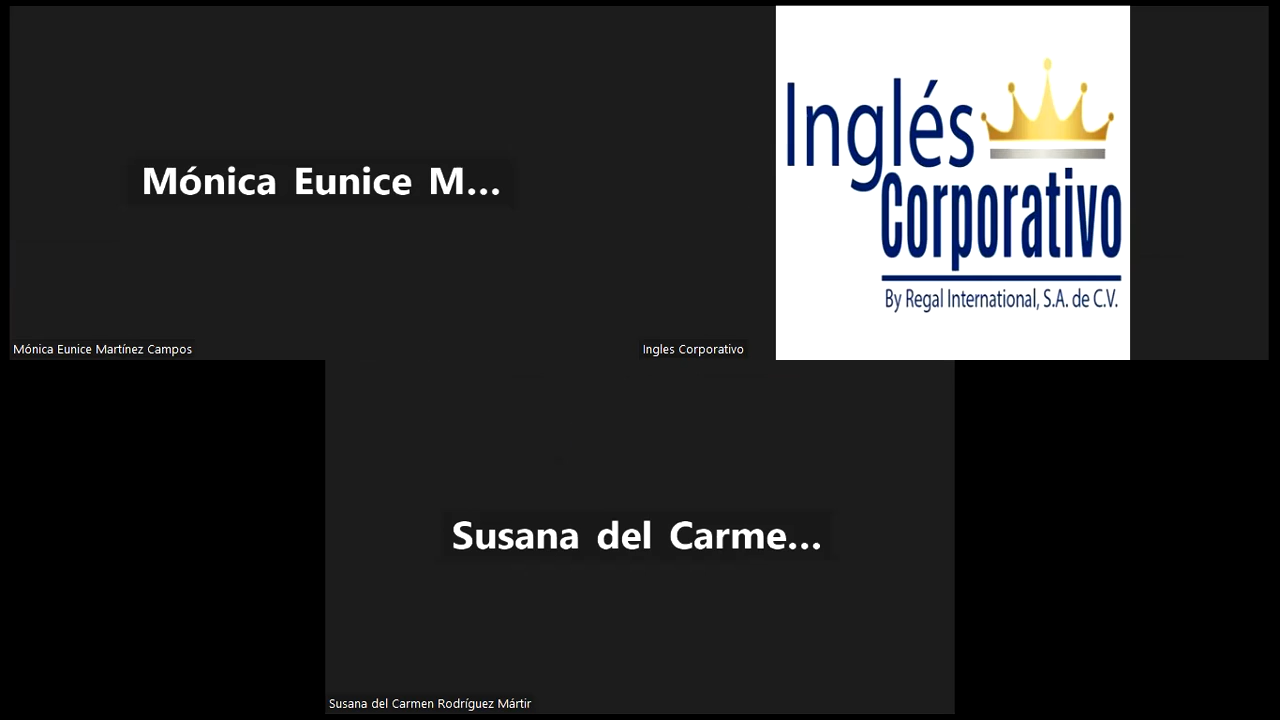 Mónica Eunice M...
Mónica Eunice Martínez Campos
Inglés
Corporativo
By Regal International, S.A. de C.V.
Ingles Corporativo
Susana del Carme...
Susana del Carmen Rodríguez Mártir